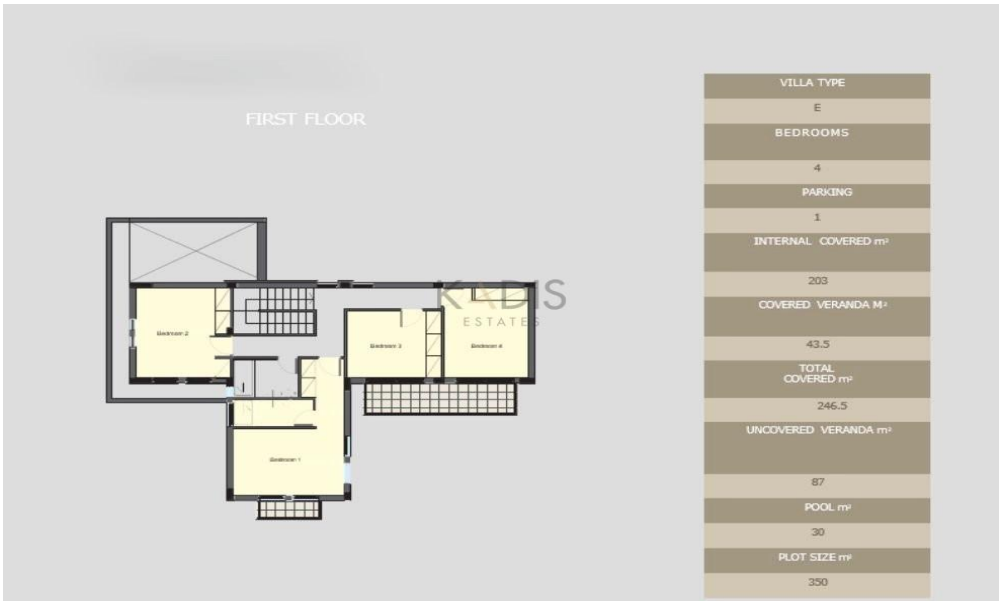 FIRST FLOOR
Bedroom 2
Bedroom 3
Bedroom 4
Bedroom 1
KADIS
ESTATES
VILLA TYPE
E
BEDROOMS
4
PARKING
1
INTERNAL COVERED m²
203
COVERED VERANDA M²
43.5
TOTAL
COVERED m²
246.5
UNCOVERED VERANDA m²
87
POOL m²
30
PLOT SIZE m²
350